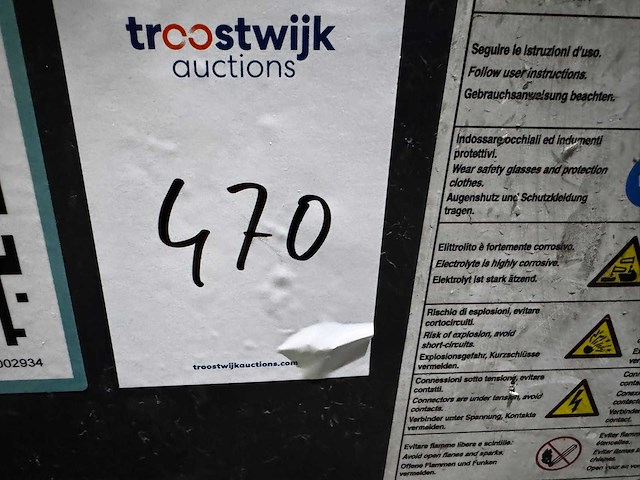 troostwijk
auctions
470
troostwijkauctions.com
002934
Seguire le istruzioni d'uso.
Follow user instructions.
Gebrauchsanweisung beachten.
Indossare occhiali ed indumenti
protettivi.
Wear safety glasses and protection
clothes.
Augenshutz und Schutzkleidung
tragen.
Elittrolito è fortemente corrosivo.
Electrolyte is highly corrosive.
Elektrolyt ist stark ätzend.
Rischio di esplosioni, evitare
cortocircuiti.
Risk of explosion, avoid
short-circuits.
Explosionsgefahr, Kurzschlüsse
vermeiden.
Connessioni sotto tensione, evitare
contatti.
Connectors are under tension, avoid
contacts.
Verbinder unter Spannung, Kontakte
vermeiden.
Evitare fiamme libere e scintille.
Avoid open flames and sparks.
Offene Flammen und Funken
vermeiden.